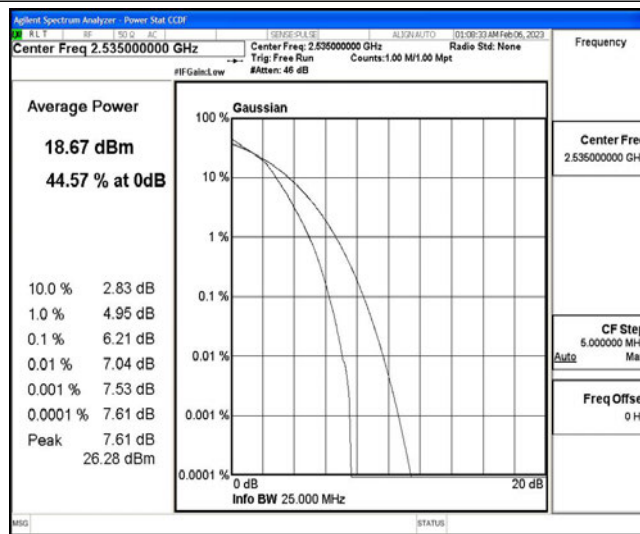 Agilent Spectrum Analyzer - Power Stat CCDF
RLT RF 50 Ω AC SENSE:PULSE ALIGN AUTO 01:08:33 AM Feb 06, 2023
Center Freq 2.535000000 GHz
Center Freq: 2.535000000 GHz Radio Std: None
Trig: Free Run Counts:1.00 M/1.00 Mpt
#IFGain:Low #Atten: 46 dB
Frequency
Average Power
18.67 dBm
44.57 % at 0dB
10.0 % 2.83 dB
1.0 % 4.95 dB
0.1 % 6.21 dB
0.01 % 7.04 dB
0.001 % 7.53 dB
0.0001 % 7.61 dB
Peak 7.61 dB
26.28 dBm
Gaussian
100 %
10 %
1 %
0.1 %
0.01 %
0.001 %
0.0001 %
0 dB 20 dB
Info BW 25.000 MHz
Center Fre
2.535000000 GH
CF Step
5.000000 MH
Auto Ma
Freq Offse
0 H
MSG STATUS